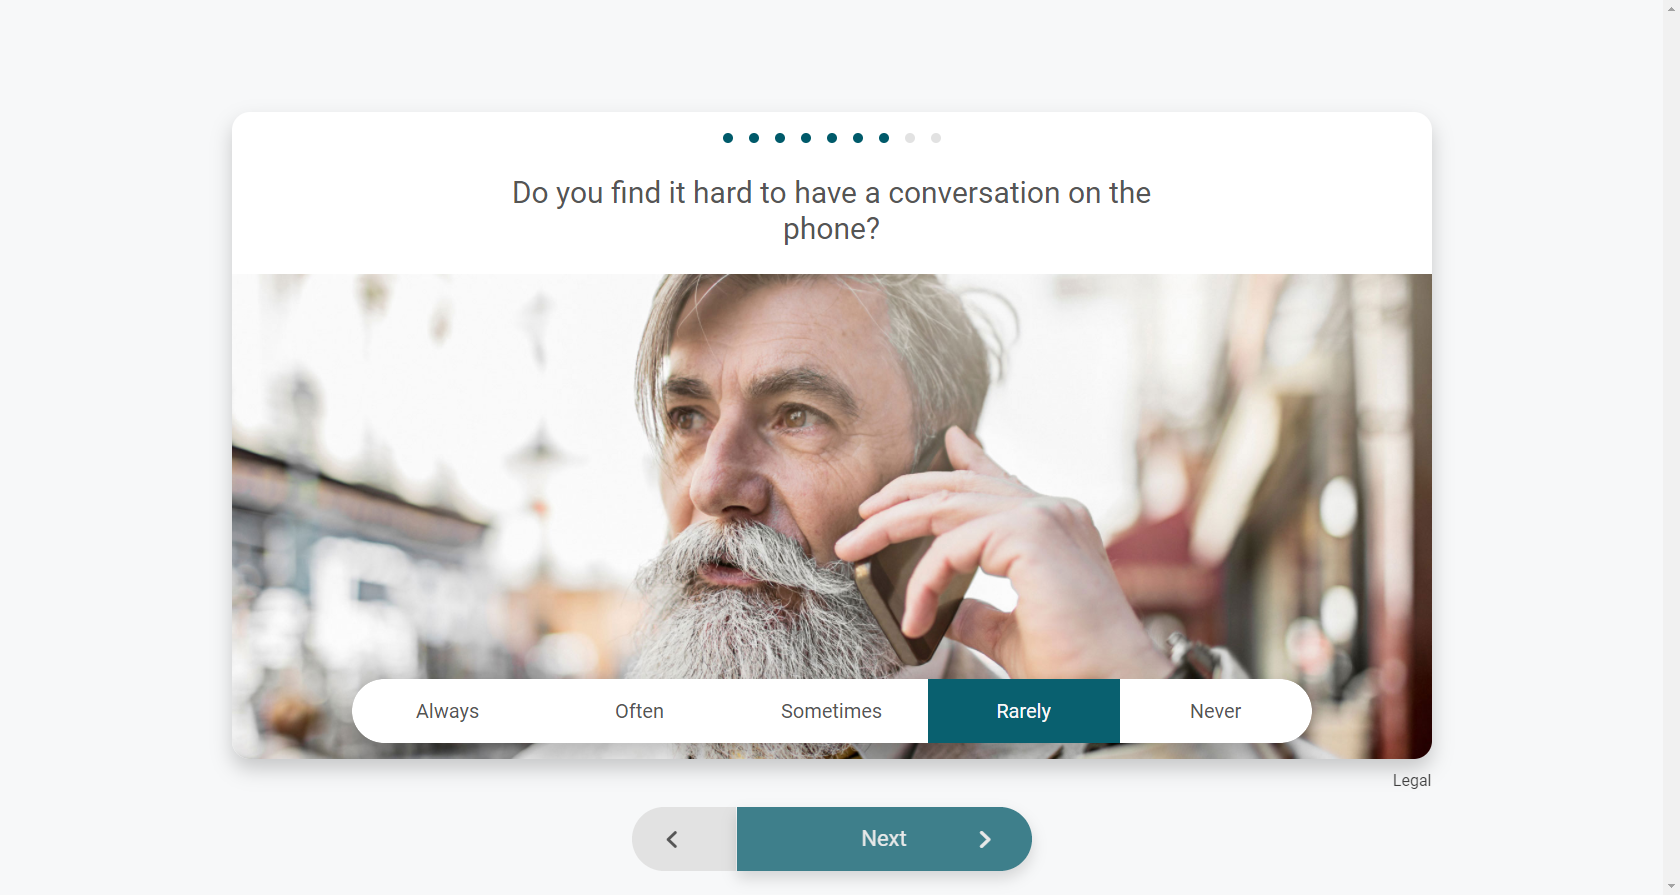 Do you find it hard to have a conversation on the
phone?
Always
Often
Sometimes
Rarely
Never
Legal
Next